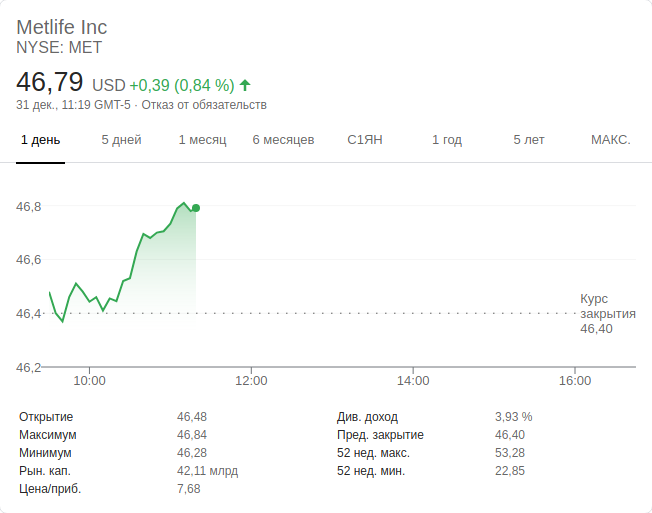 Metlife Inc
NYSE: MET
46,79 USD +0,39 (0,84 %)
31 дек., 11:19 GMT-5 · Отказ от обязательств
1 день 5 дней 1 месяц 6 месяцев С1ЯН 1 год 5 лет МАКС.
46,8
46,6
46,4
46,2
Курс
закрытия
46,40
10:00 12:00 14:00 16:00
Открытие 46,48
Максимум 46,84
Минимум 46,28
Рын. кап. 42,11 млрд
Цена/приб. 7,68
Див. доход 3,93 %
Пред. закрытие 46,40
52 нед. макс. 53,28
52 нед. мин. 22,85